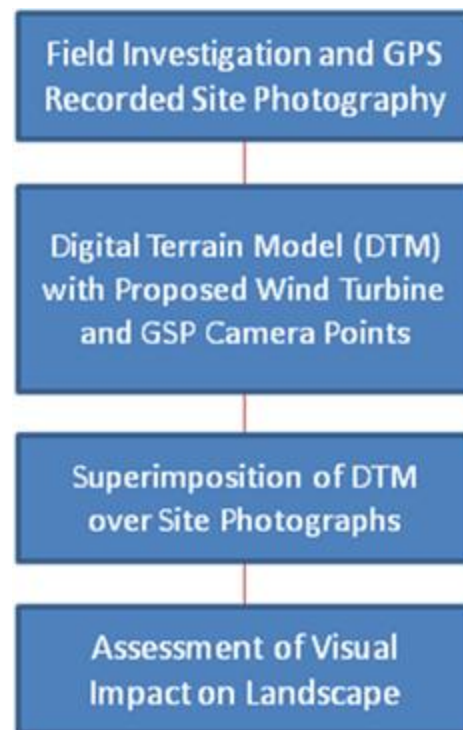 Field Investigation and GPS
Recorded Site Photography
Digital Terrain Model (DTM)
with Proposed Wind Turbine
and GSP Camera Points
Superimposition of DTM
over Site Photographs
Assessment of Visual
Impact on Landscape